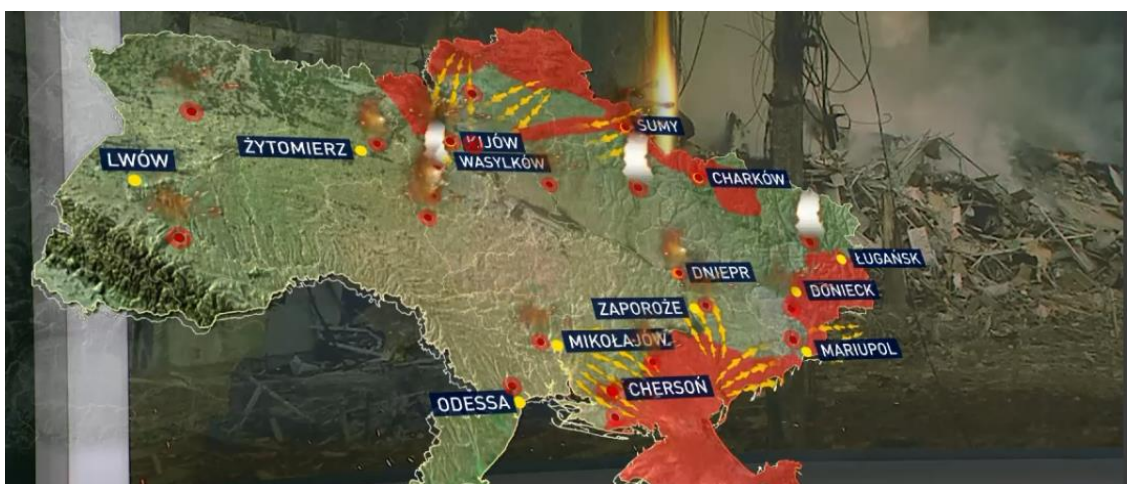 SUMY
KIJÓW
ŻYTOMIERZ
WASYLKÓW
LWÓW
CHARKÓW
ŁUGAŃSK
DNIEPR
DONIECK
ZAPOROŻE
MIKOŁAJÓW
MARIUPOL
CHERSOŃ
ODESSA